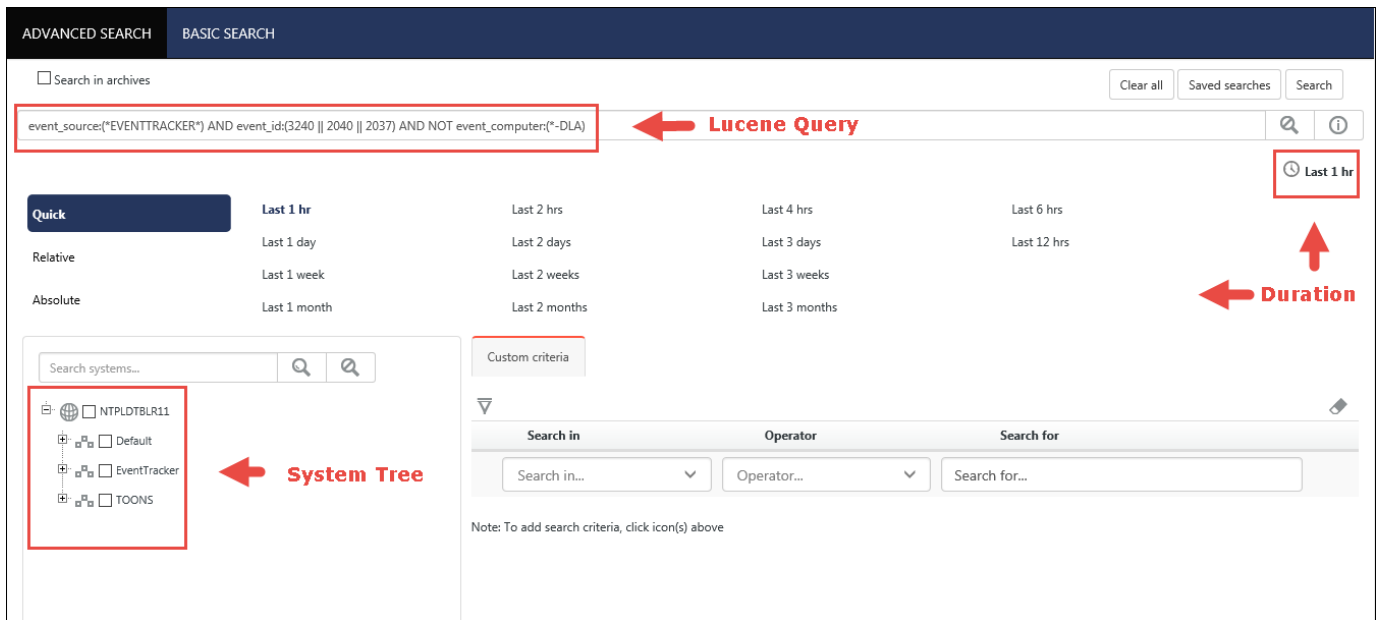 ADVANCED SEARCH BASIC SEARCH
Search in archives
Clear all Saved searches Search
event_source:(*EVENTTRACKER*) AND event_id:(3240 || 2040 || 2037) AND NOT event_computer:(*-DLA)
Lucene Query
Last 1 hr
Quick Last 1 hr Last 2 hrs Last 4 hrs Last 6 hrs
Last 1 day Last 2 days Last 3 days Last 12 hrs
Relative
Last 1 week Last 2 weeks Last 3 weeks
Absolute Last 1 month Last 2 months Last 3 months
Duration
Search systems...
Custom criteria
NTPLDTBLR11
Default
EventTracker
TOONS
System Tree
Search in Operator Search for
Search in... Operator... Search for...
Note: To add search criteria, click icon(s) above